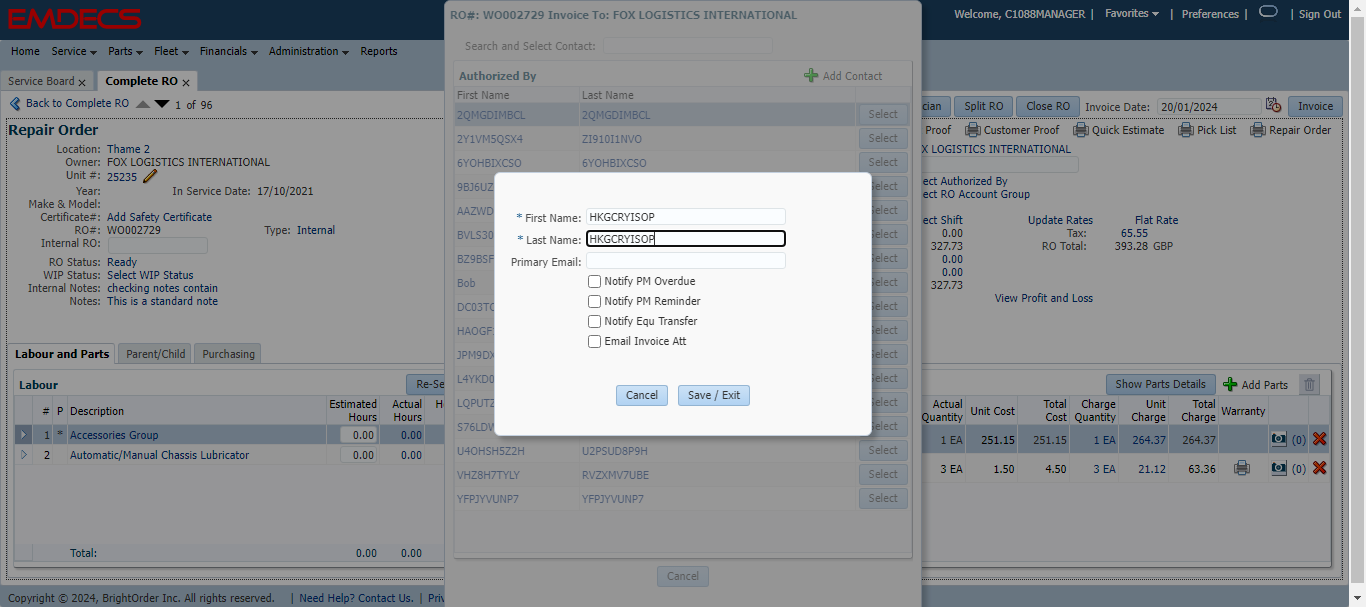 EMDECS
Welcome, C1088MANAGER | Favorites | Preferences | | Sign Out
Home Service Parts Fleet Financials Administration Reports
Service Board x Complete RO x
Back to Complete RO 1 of 96
cian Split RO Close RO Invoice Date: 20/01/2024 Invoice
Proof Customer Proof Quick Estimate Pick List Repair Order
Repair Order
Location: Thame 2
Owner: FOX LOGISTICS INTERNATIONAL
Unit #: 25235
Year: In Service Date: 17/10/2021
Make & Model:
Certificate#: Add Safety Certificate
RO#: WO002729 Type: Internal
Internal RO:
RO Status: Ready
WIP Status: Select WIP Status
Internal Notes: checking notes contain
Notes: This is a standard note
X LOGISTICS INTERNATIONAL
ect Authorized By
ect RO Account Group
ect Shift Update Rates Flat Rate
0.00 Tax: 65.55
327.73 RO Total: 393.28 GBP
0.00
0.00
327.73
View Profit and Loss
RO#: WO002729 Invoice To: FOX LOGISTICS INTERNATIONAL
Search and Select Contact:
Authorized By Add Contact
First Name Last Name
2QMGDIMBCL 2QMGDIMBCL Select
2Y1VM5QSX4 ZI910I1NVO Select
6YOHBIXCSO 6YOHBIXCSO Select
9BJ6UZ elect
AAZWD elect
BVLS30 elect
BZ9BSF elect
Bob elect
DC03TC elect
HAOGF elect
JPM9DX elect
L4YKD0 elect
LQPUTZ elect
S76LDW elect
U4OHSH5Z2H U2PSUD8P9H Select
VHZ8H7TYLY RVZXMV7UBE Select
YFPJYVUNP7 YFPJYVUNP7 Select
Cancel
* First Name: HKGCRYISOP
* Last Name: HKGCRYISOP
Primary Email:
Notify PM Overdue
Notify PM Reminder
Notify Equ Transfer
Email Invoice Att
Cancel Save / Exit
Labour and Parts Parent/Child Purchasing
Labour Re-Se
# P Description Estimated Hours Actual Hours H
1 * Accessories Group 0.00 0.00
2 Automatic/Manual Chassis Lubricator 0.00 0.00
Total: 0.00 0.00
Show Parts Details Add Parts
Actual Quantity Unit Cost Total Cost Charge Quantity Unit Charge Total Charge Warranty
1 EA 251.15 251.15 1 EA 264.37 264.37 (0)
3 EA 1.50 4.50 3 EA 21.12 63.36 (0)
Copyright © 2024, BrightOrder Inc. All rights reserved. | Need Help? Contact Us. | Priv